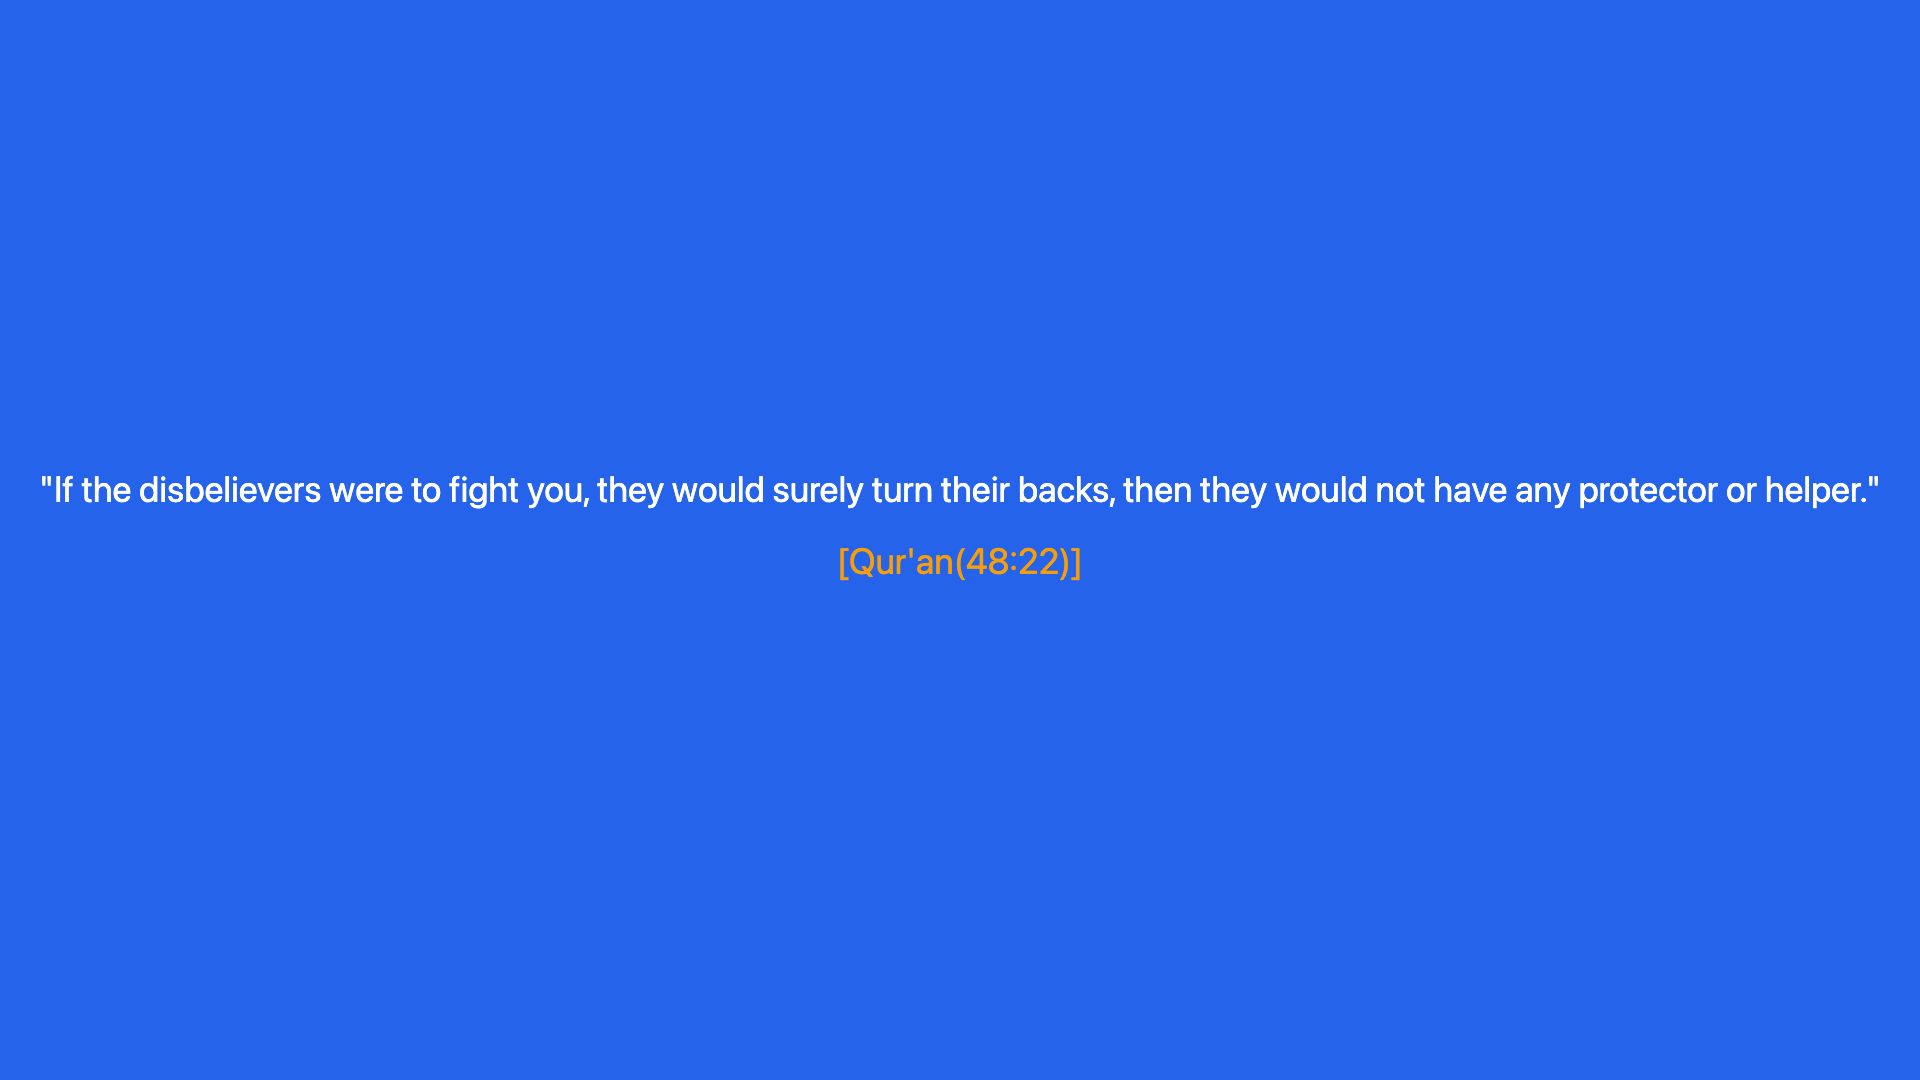 "If the disbelievers were to fight you, they would surely turn their backs, then they would not have any protector or helper."
[Qur'an(48:22)]